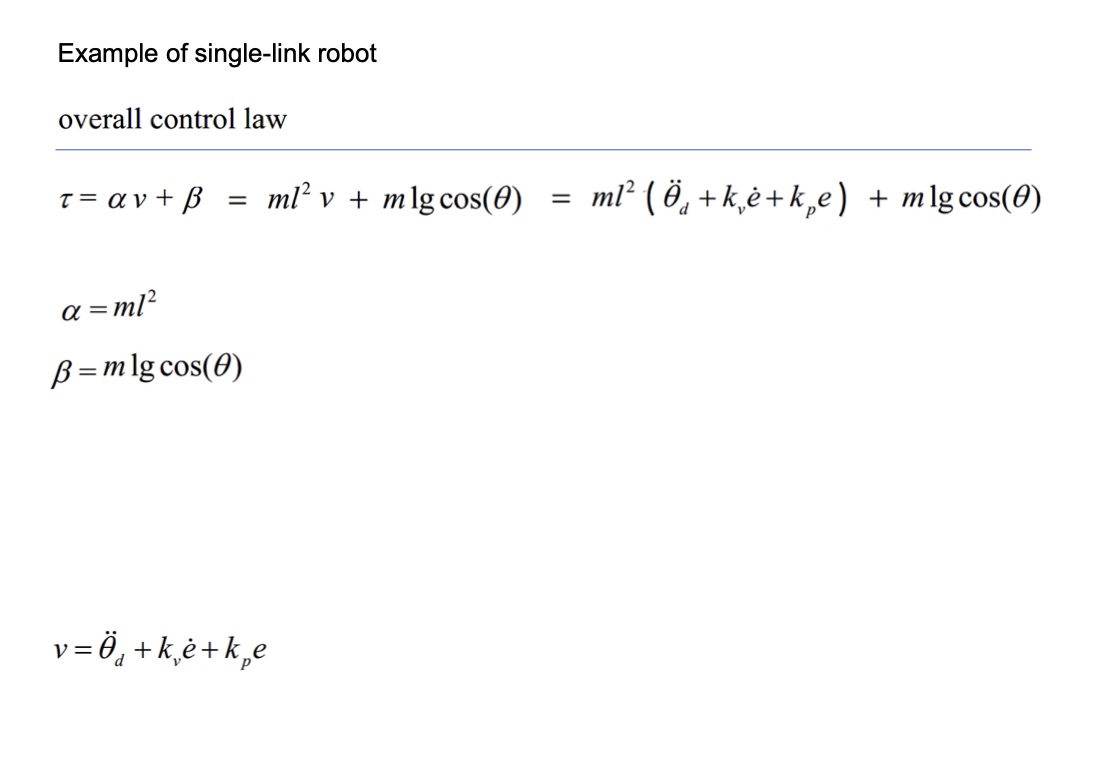 Example of single-link robot
overall control law
τ = α ν + β = ml² ν + m lg cos(θ) = ml² ( θ̈_d + k_v ė + k_p e ) + m lg cos(θ)
α = ml²
β = m lg cos(θ)
ν = θ̈_d + k_v ė + k_p e